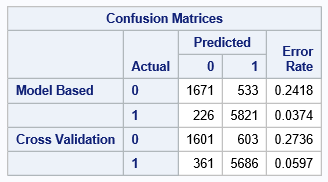 Confusion Matrices
Predicted
Error Rate
Actual 0 1
Model Based 0 1671 533 0.2418
1 226 5821 0.0374
Cross Validation 0 1601 603 0.2736
1 361 5686 0.0597